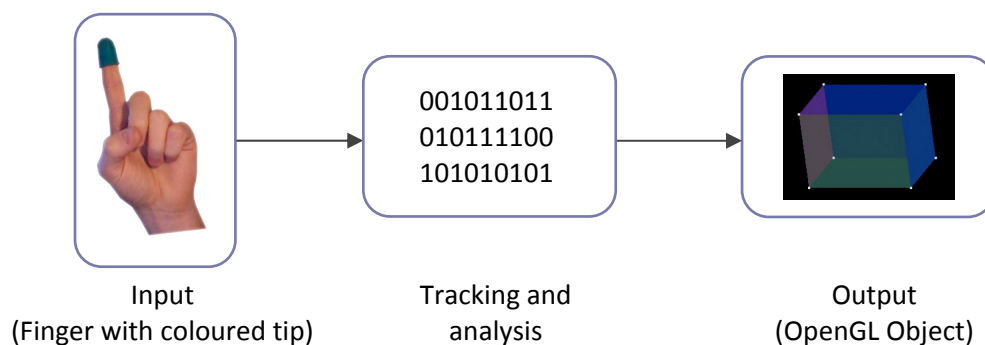 001011011
010111100
101010101
Input
(Finger with coloured tip)
Tracking and
analysis
Output
(OpenGL Object)